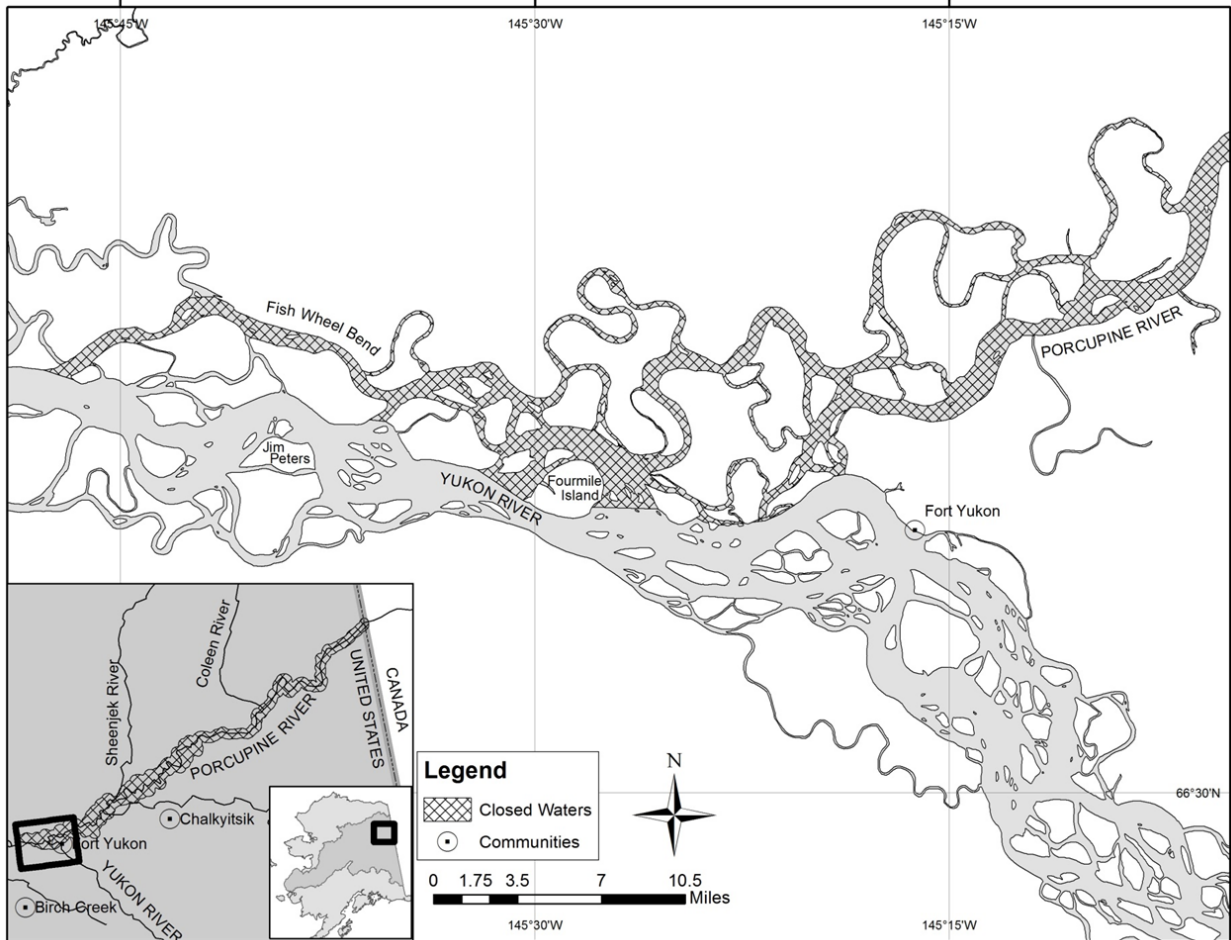 145°45'W
145°30'W
145°15'W
Fish Wheel Bend
PORCUPINE RIVER
Jim
Peters
YUKON RIVER
Fourmile
Island
Fort Yukon
66°30'N
Sheenjek River
Coleen River
PORCUPINE RIVER
UNITED STATES
CANADA
Chalkyitsik
Fort Yukon
YUKON RIVER
Birch Creek
Legend
Closed Waters
Communities
N
0 1.75 3.5 7 10.5
Miles
145°30'W
145°15'W